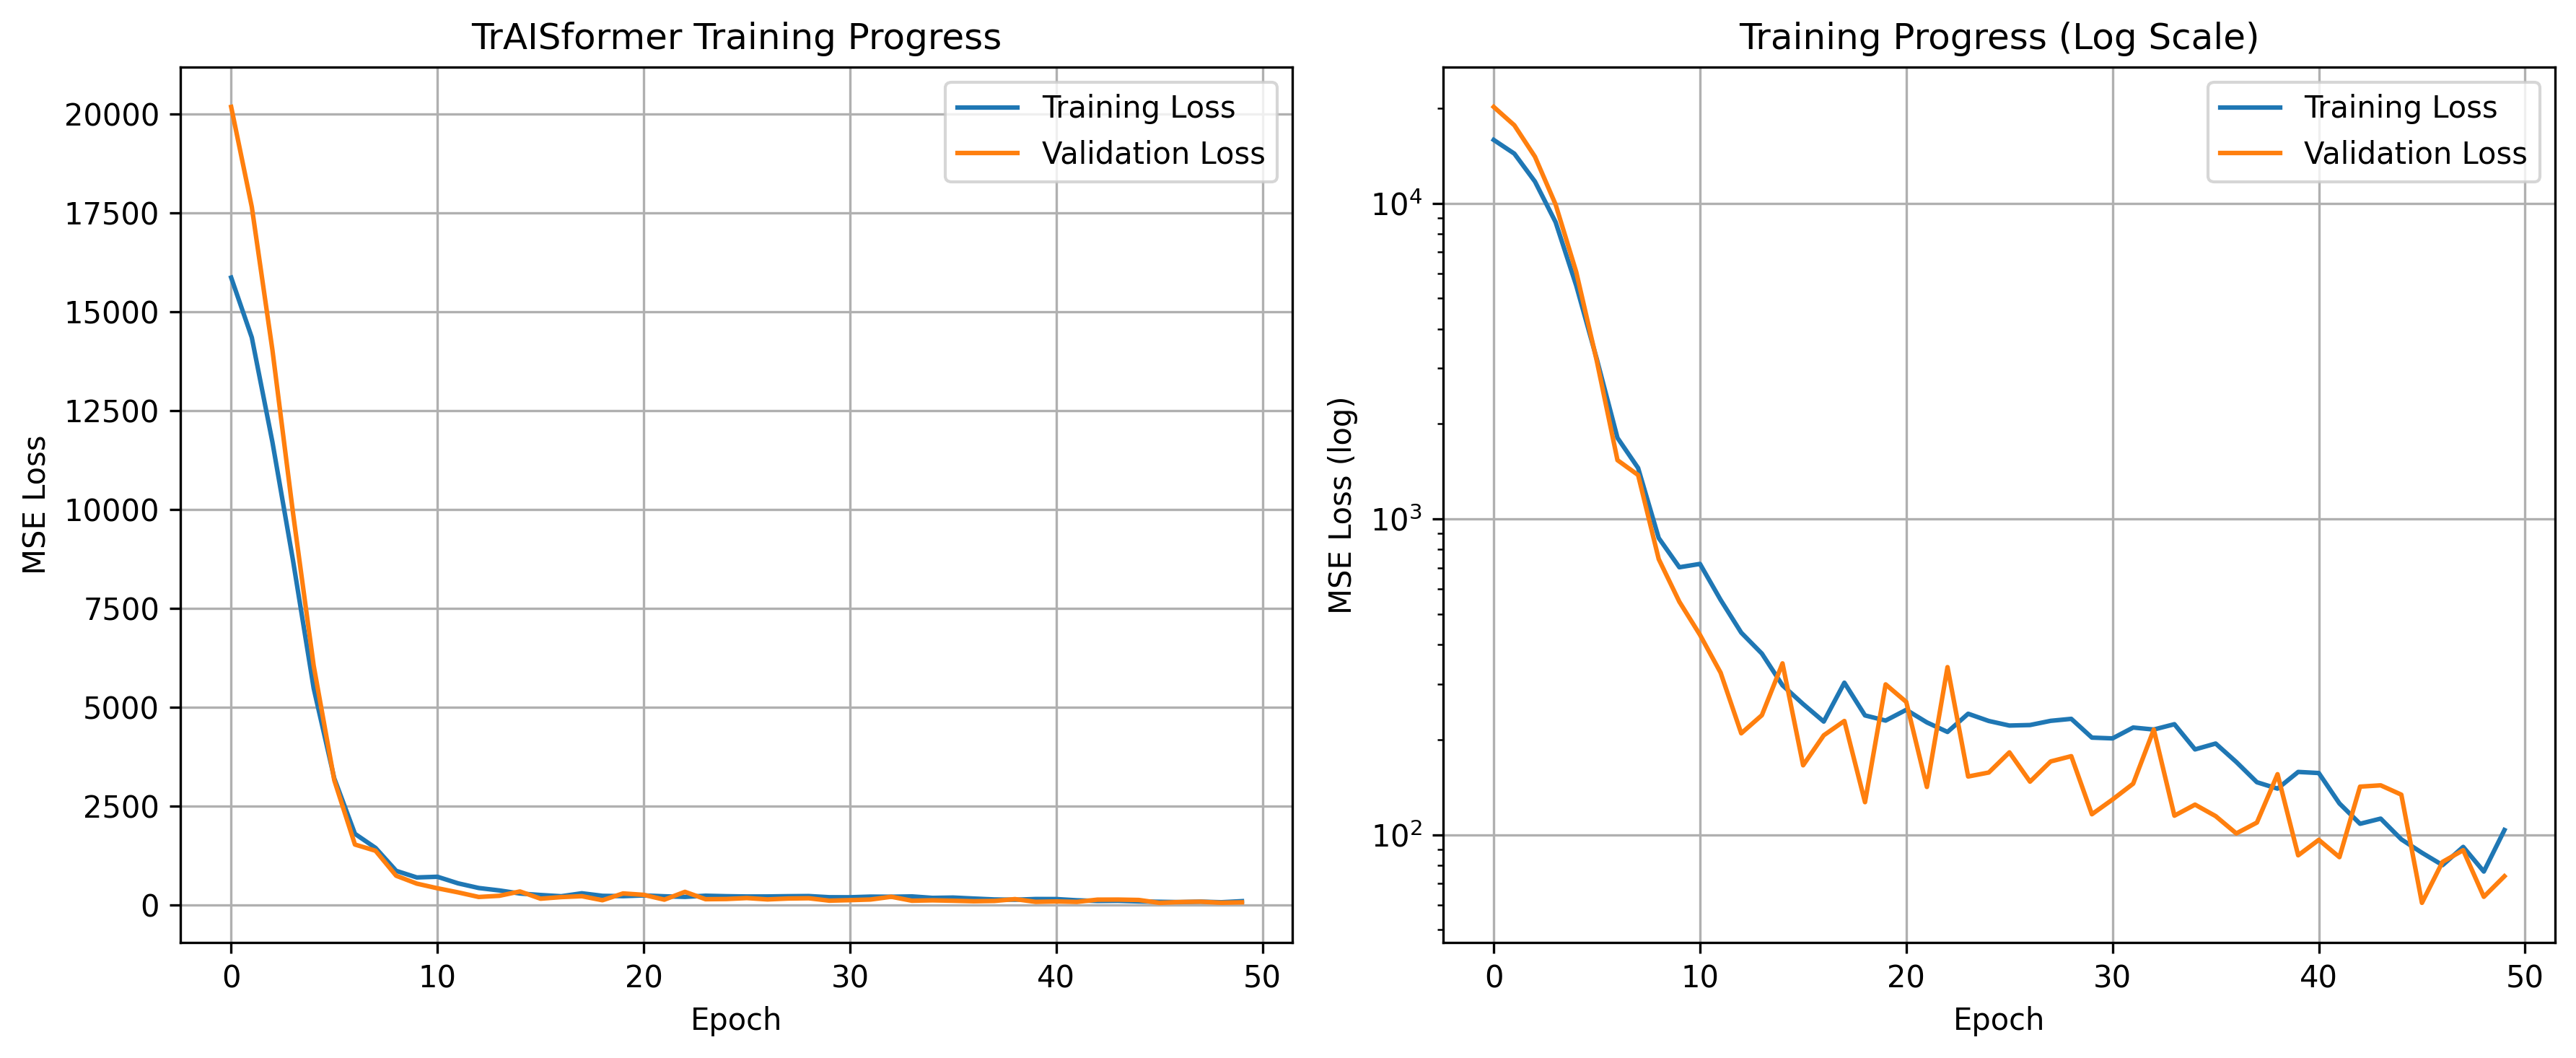 TrAISformer Training Progress
MSE Loss
20000
17500
15000
12500
10000
7500
5000
2500
0
0 10 20 30 40 50
Epoch
Training Loss
Validation Loss
Training Progress (Log Scale)
MSE Loss (log)
10⁴
10³
10²
0 10 20 30 40 50
Epoch
Training Loss
Validation Loss